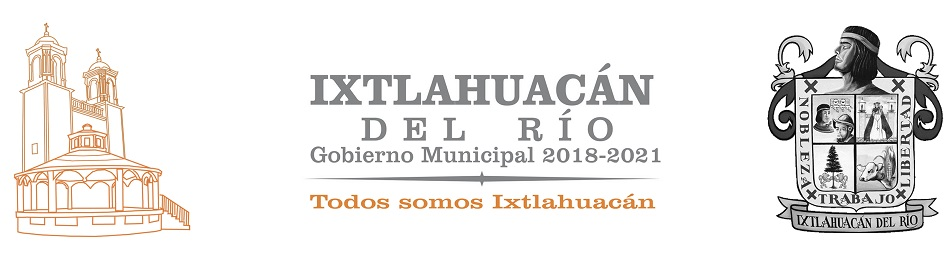 IXTLAHUACÁN
DEL RÍO
Gobierno Municipal 2018-2021
Todos somos Ixtlahuacán
NOBLEZA
TRABAJO
LIBERTAD
IXTLAHUACÁN DEL RÍO